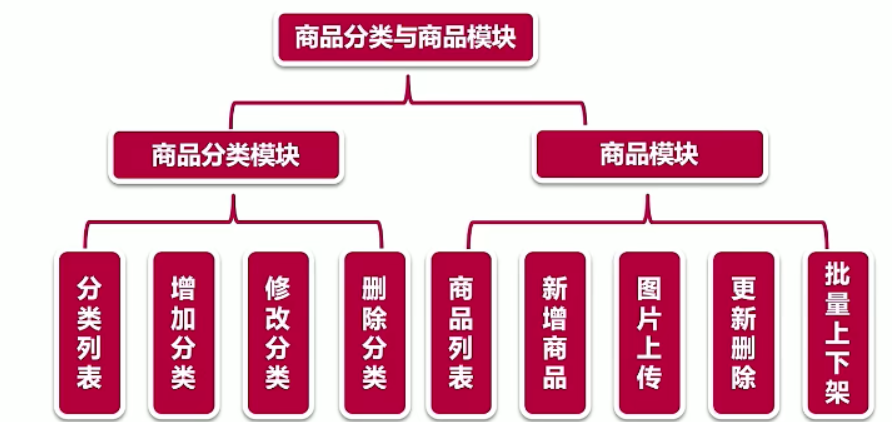 商品分类与商品模块
商品分类模块
商品模块
分类列表
增加分类
修改分类
删除分类
商品列表
新增商品
图片上传
更新删除
批量上下架